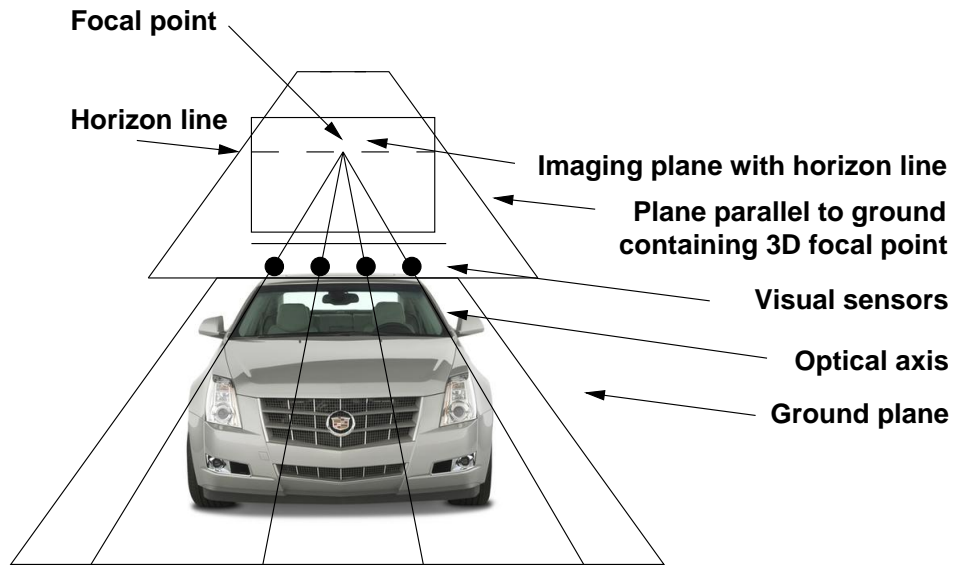 Focal point
Horizon line
Imaging plane with horizon line
Plane parallel to ground
containing 3D focal point
Visual sensors
Optical axis
Ground plane